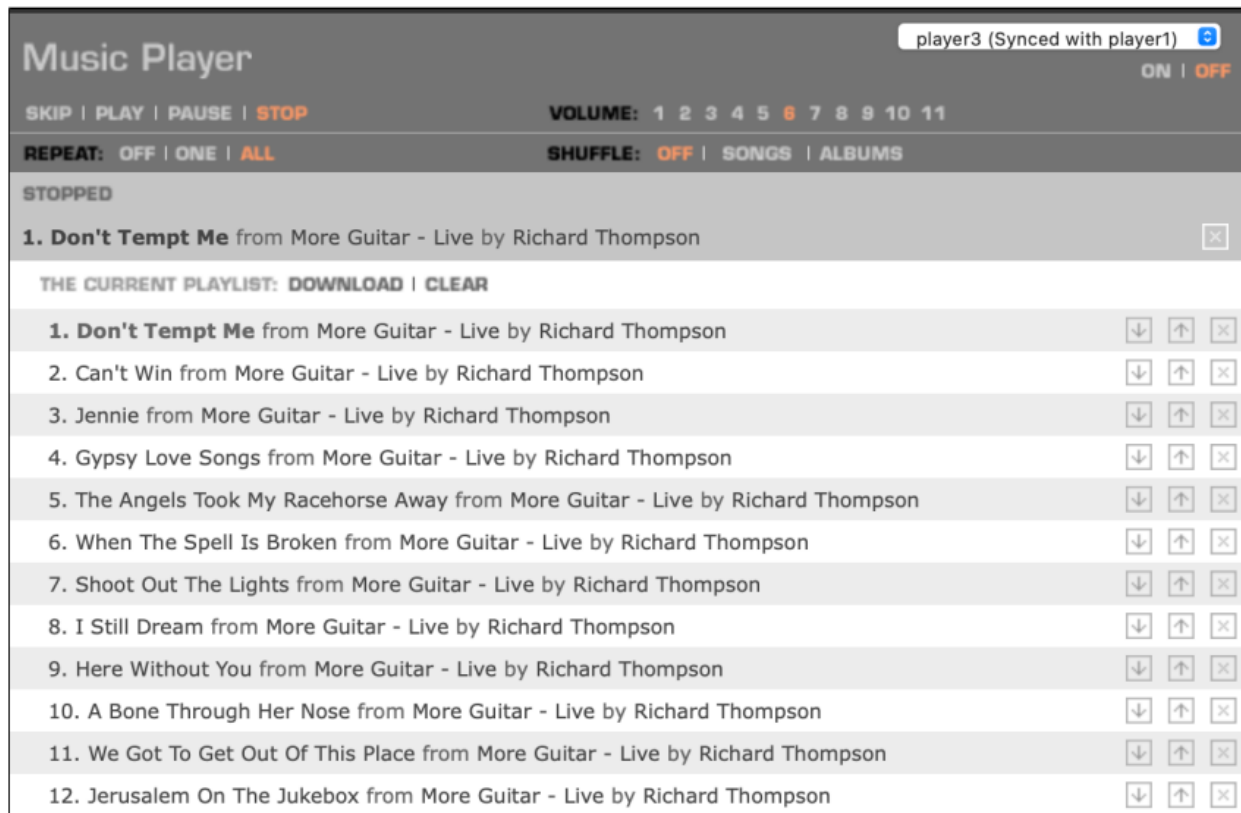 player3 (Synced with player1)
Music Player
ON | OFF
SKIP | PLAY | PAUSE | STOP VOLUME: 1 2 3 4 5 6 7 8 9 10 11
REPEAT: OFF | ONE | ALL SHUFFLE: OFF | SONGS | ALBUMS
STOPPED
1. Don't Tempt Me from More Guitar - Live by Richard Thompson
THE CURRENT PLAYLIST: DOWNLOAD | CLEAR
1. Don't Tempt Me from More Guitar - Live by Richard Thompson
2. Can't Win from More Guitar - Live by Richard Thompson
3. Jennie from More Guitar - Live by Richard Thompson
4. Gypsy Love Songs from More Guitar - Live by Richard Thompson
5. The Angels Took My Racehorse Away from More Guitar - Live by Richard Thompson
6. When The Spell Is Broken from More Guitar - Live by Richard Thompson
7. Shoot Out The Lights from More Guitar - Live by Richard Thompson
8. I Still Dream from More Guitar - Live by Richard Thompson
9. Here Without You from More Guitar - Live by Richard Thompson
10. A Bone Through Her Nose from More Guitar - Live by Richard Thompson
11. We Got To Get Out Of This Place from More Guitar - Live by Richard Thompson
12. Jerusalem On The Jukebox from More Guitar - Live by Richard Thompson